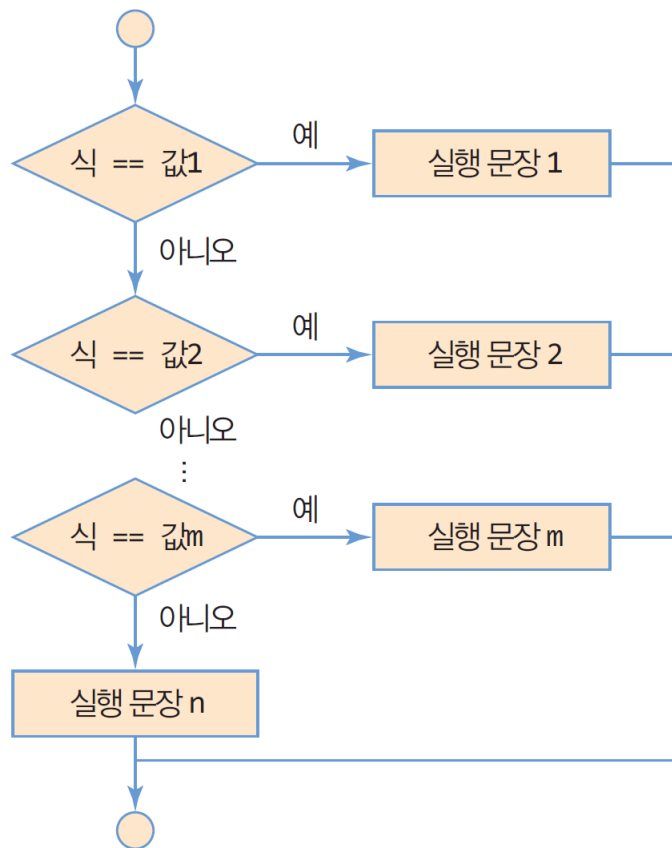 식 == 값1
예
실행 문장 1
아니오
식 == 값2
예
실행 문장 2
아니오
⋮
식 == 값m
예
실행 문장 m
아니오
실행 문장 n